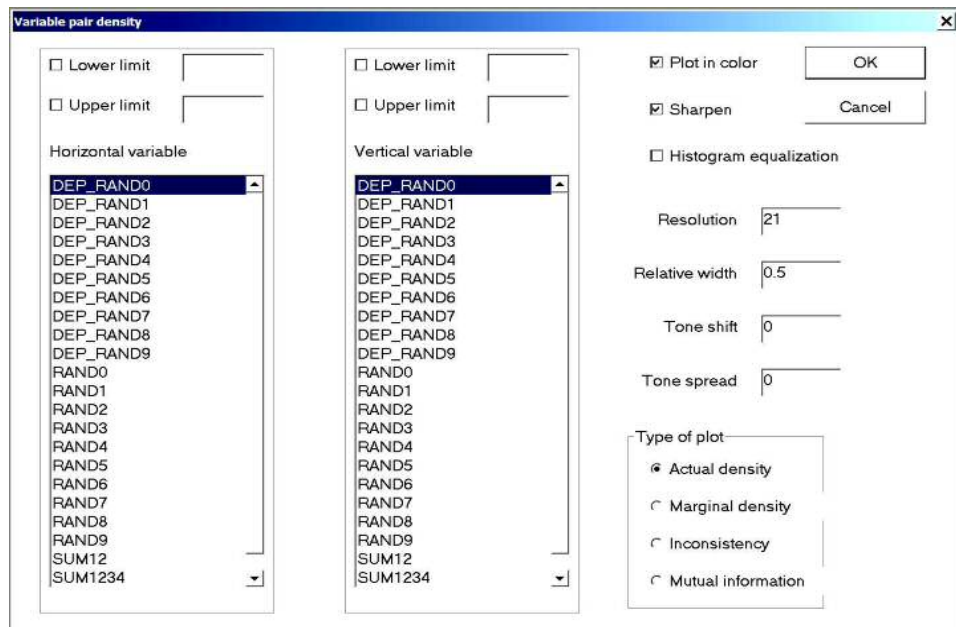 Variable pair density
Lower limit
Upper limit
Horizontal variable
DEP_RAND0
DEP_RAND1
DEP_RAND2
DEP_RAND3
DEP_RAND4
DEP_RAND5
DEP_RAND6
DEP_RAND7
DEP_RAND8
DEP_RAND9
RAND0
RAND1
RAND2
RAND3
RAND4
RAND5
RAND6
RAND7
RAND8
RAND9
SUM12
SUM1234
Lower limit
Upper limit
Vertical variable
DEP_RAND0
DEP_RAND1
DEP_RAND2
DEP_RAND3
DEP_RAND4
DEP_RAND5
DEP_RAND6
DEP_RAND7
DEP_RAND8
DEP_RAND9
RAND0
RAND1
RAND2
RAND3
RAND4
RAND5
RAND6
RAND7
RAND8
RAND9
SUM12
SUM1234
Plot in color
OK
Sharpen
Cancel
Histogram equalization
Resolution 21
Relative width 0.5
Tone shift 0
Tone spread 0
Type of plot
Actual density
Marginal density
Inconsistency
Mutual information